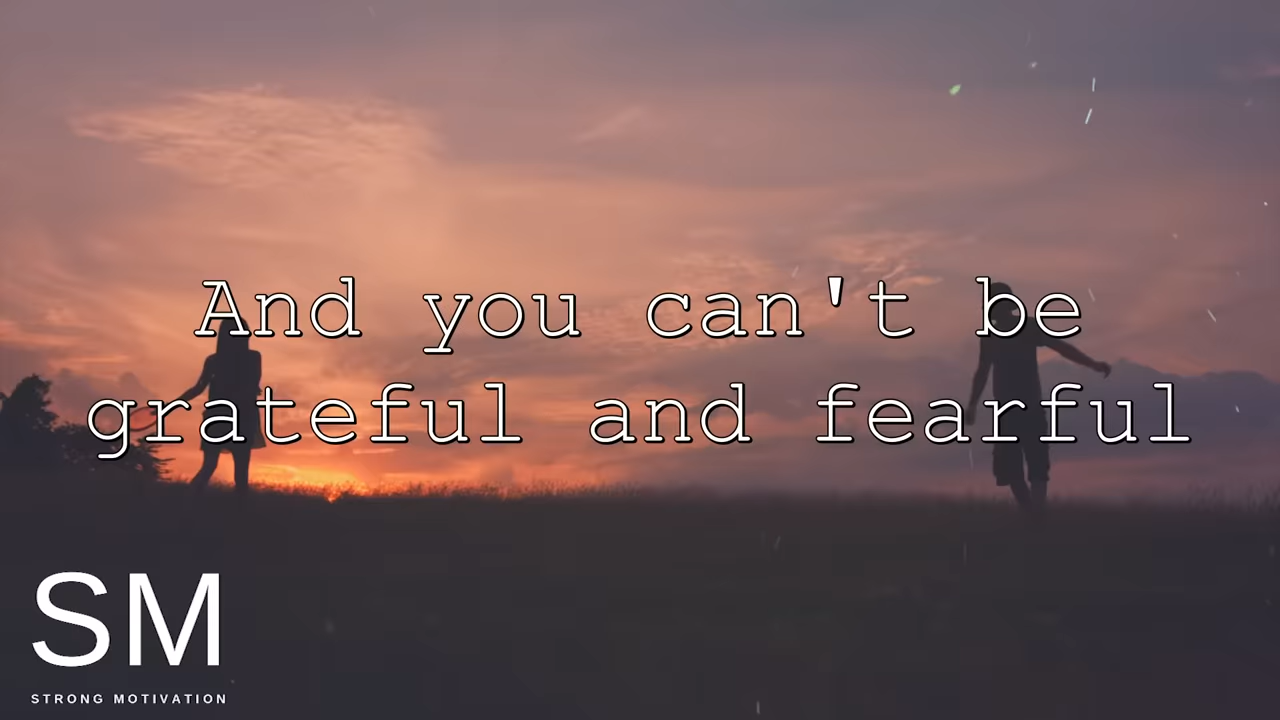 And you can't be
grateful and fearful
SM
STRONG MOTIVATION